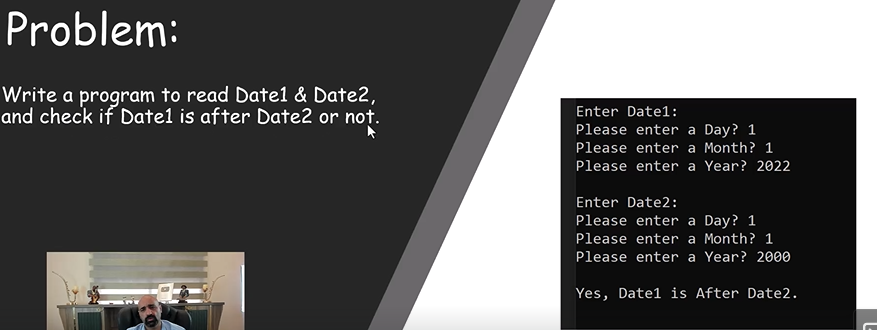 Problem:
Write a program to read Date1 & Date2,
and check if Date1 is after Date2 or not.
Enter Date1:
Please enter a Day? 1
Please enter a Month? 1
Please enter a Year? 2022
Enter Date2:
Please enter a Day? 1
Please enter a Month? 1
Please enter a Year? 2000
Yes, Date1 is After Date2.